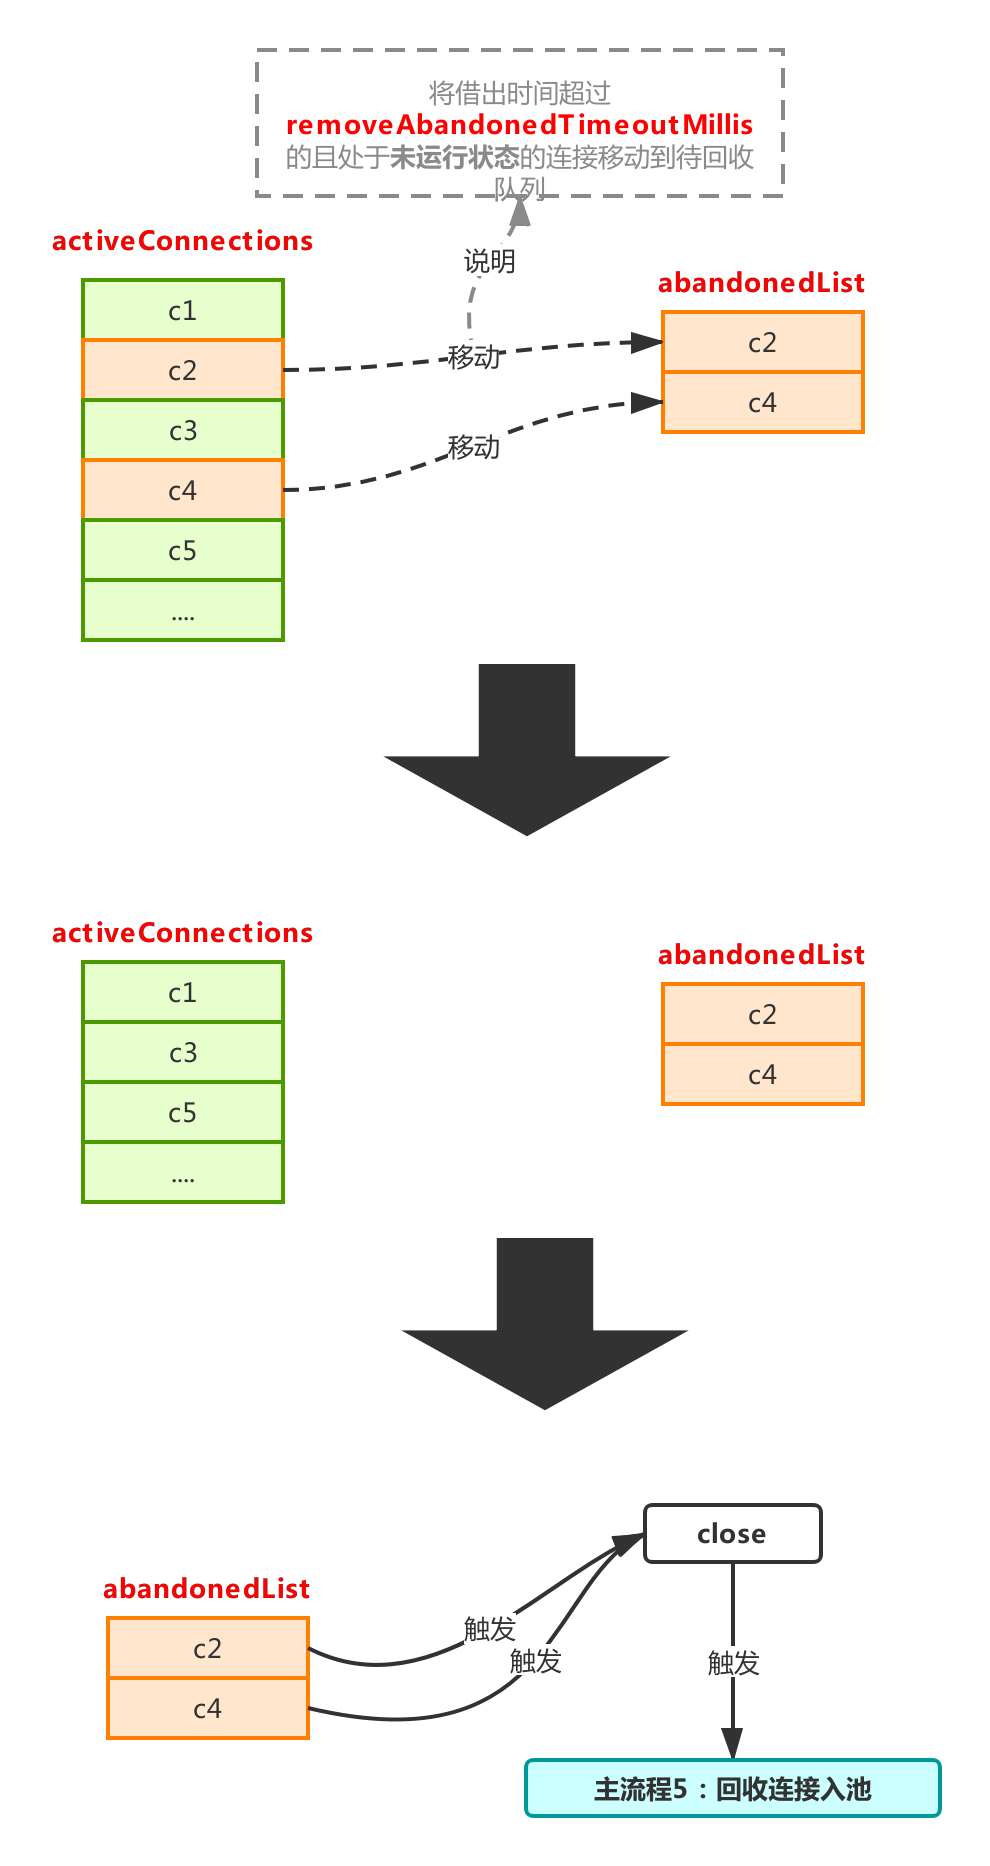 将借出时间超过
removeAbandonedTimeoutMillis
的且处于未运行状态的连接移动到待回收
队列
activeConnections
说明
abandonedList
c1
c2
移动
c2
c3
移动
c4
c4
c5
....
activeConnections
abandonedList
c1
c2
c3
c4
c5
....
close
abandonedList
触发
c2
触发
触发
c4
主流程5：回收连接入池